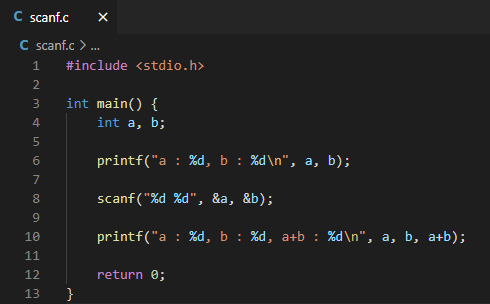 C scanf.c ×
C scanf.c > ...
1 #include <stdio.h>
2
3 int main() {
4     int a, b;
5
6     printf("a : %d, b : %d\n", a, b);
7
8     scanf("%d %d", &a, &b);
9
10     printf("a : %d, b : %d, a+b : %d\n", a, b, a+b);
11
12     return 0;
13 }